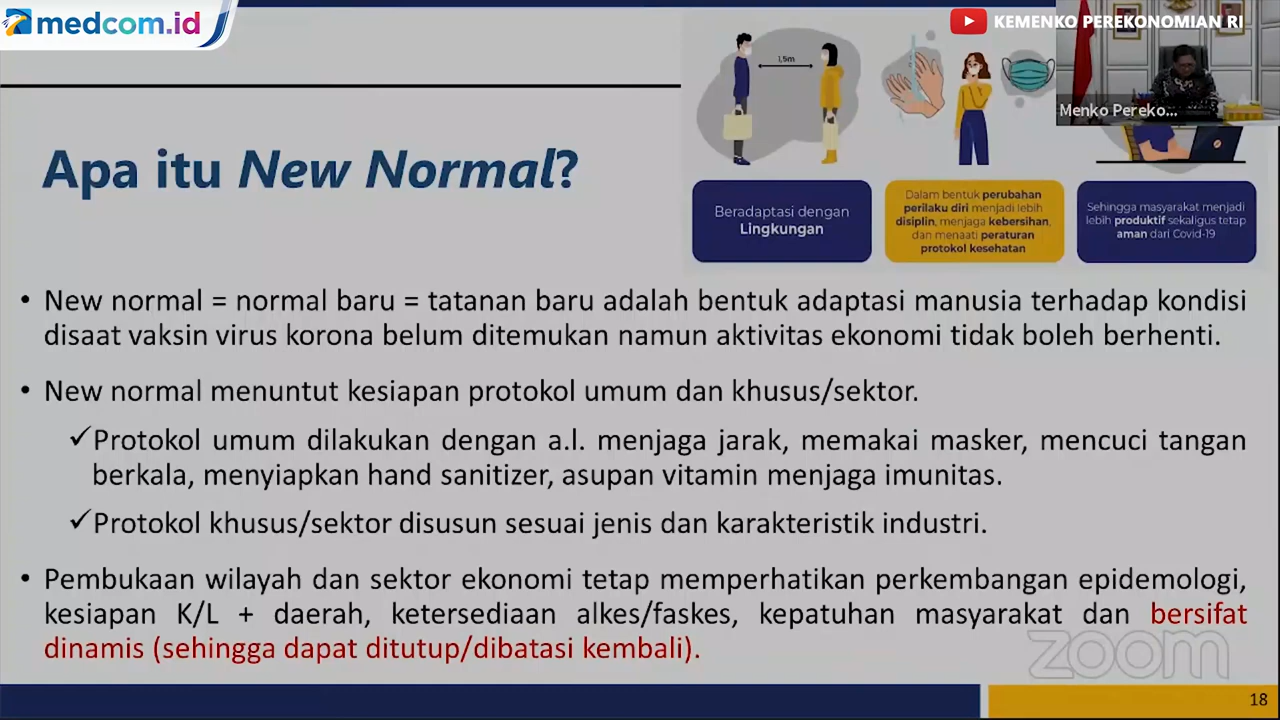 medcom.id
KEMENKO PEREKONOMIAN RI
Menko Pereko...
Apa itu New Normal?
1,5m
Beradaptasi dengan
Lingkungan
Dalam bentuk perubahan
perilaku diri menjadi lebih
disiplin, menjaga kebersihan,
dan menaati peraturan
protokol kesehatan
Sehingga masyarakat menjadi
lebih produktif sekaligus tetap
aman dari Covid-19
• New normal = normal baru = tatanan baru adalah bentuk adaptasi manusia terhadap kondisi
disaat vaksin virus korona belum ditemukan namun aktivitas ekonomi tidak boleh berhenti.
• New normal menuntut kesiapan protokol umum dan khusus/sektor.
✓Protokol umum dilakukan dengan a.l. menjaga jarak, memakai masker, mencuci tangan
berkala, menyiapkan hand sanitizer, asupan vitamin menjaga imunitas.
✓Protokol khusus/sektor disusun sesuai jenis dan karakteristik industri.
• Pembukaan wilayah dan sektor ekonomi tetap memperhatikan perkembangan epidemologi,
kesiapan K/L + daerah, ketersediaan alkes/faskes, kepatuhan masyarakat dan bersifat
dinamis (sehingga dapat ditutup/dibatasi kembali).
zoom
18